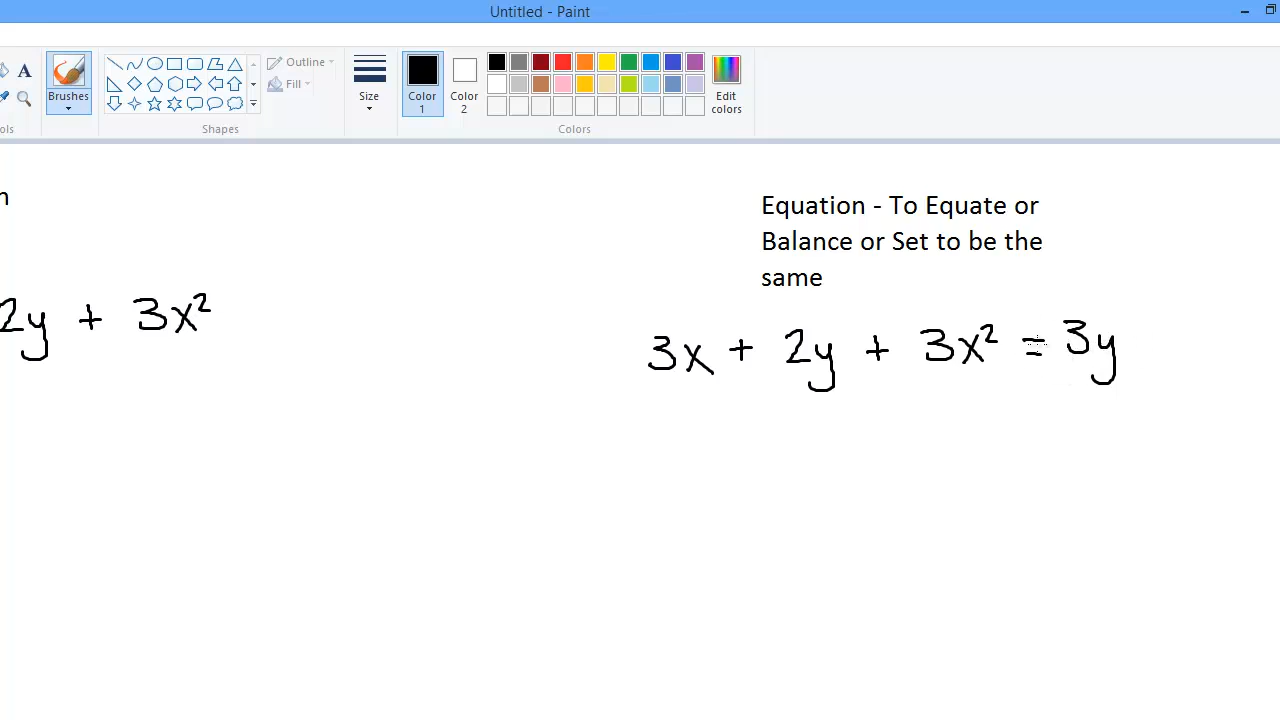 Untitled - Paint
A
Outline
Fill
Brushes
Size
Color 1
Color 2
Edit colors
ols
Shapes
Colors
n
Equation - To Equate or
Balance or Set to be the
same
2y + 3x²
3x + 2y + 3x² = 3y